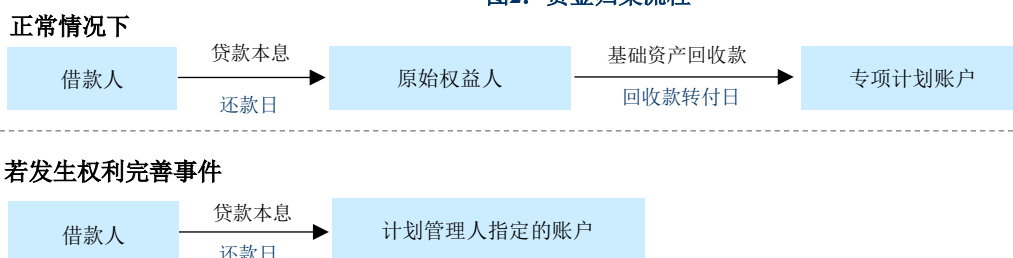 正常情况下
贷款本息
基础资产回收款
借款人
原始权益人
专项计划账户
还款日
回收款转付日
若发生权利完善事件
贷款本息
借款人
计划管理人指定的账户
还款日